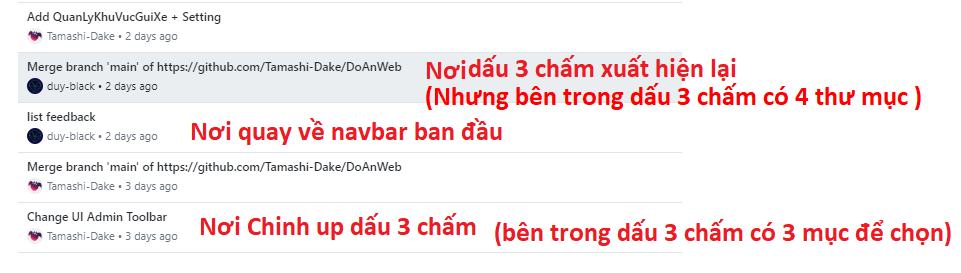 Add QuanLyKhuVucGuiXe + Setting
Tamashi-Dake • 2 days ago
Merge branch 'main' of https://github.com/Tamashi-Dake/DoAnWeb
Nơi dấu 3 chấm xuất hiện lại
duy-black • 2 days ago
(Nhưng bên trong dấu 3 chấm có 4 thư mục )
list feedback
duy-black • 2 days ago
Nơi quay về navbar ban đầu
Merge branch 'main' of https://github.com/Tamashi-Dake/DoAnWeb
Tamashi-Dake • 3 days ago
Change UI Admin Toolbar
Nơi Chinh up dấu 3 chấm
(bên trong dấu 3 chấm có 3 mục để chọn)
Tamashi-Dake • 3 days ago